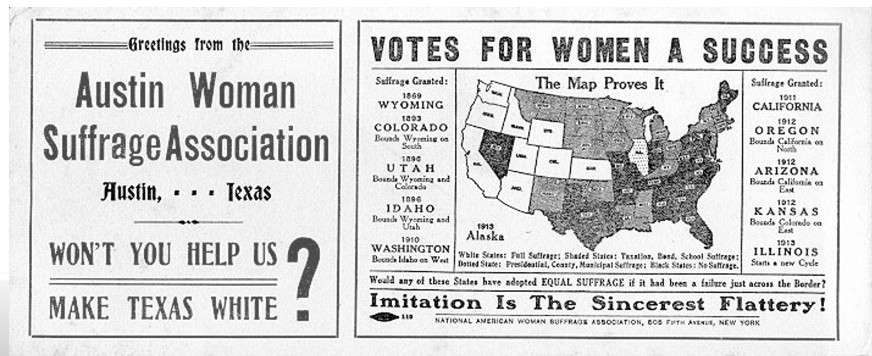 Greetings from the
Austin Woman
Suffrage Association
Austin, - - - Texas
WON'T YOU HELP US
MAKE TEXAS WHITE
?
VOTES FOR WOMEN A SUCCESS
Suffrage Granted:
1869
WYOMING
1893
COLORADO
Bounds Wyoming on
South
1896
UTAH
Bounds Wyoming and
Colorado
1896
IDAHO
Bounds Wyoming and
Utah
1910
WASHINGTON
Bounds Idaho on West
The Map Proves It
1913
Alaska
White States: Full Suffrage; Shaded States: Taxation, Bond, School Suffrage;
Dotted State: Presidential, County, Municipal Suffrage; Black States: No Suffrage.
Suffrage Granted:
1911
CALIFORNIA
1912
OREGON
Bounds California on
North
1912
ARIZONA
Bounds California on
East
1912
KANSAS
Bounds Colorado on
East
1913
ILLINOIS
Starts a new Cycle
Would any of these States have adopted EQUAL SUFFRAGE if it had been a failure just across the Border?
Imitation Is The Sincerest Flattery!
110
NATIONAL AMERICAN WOMAN SUFFRAGE ASSOCIATION, 505 FIFTH AVENUE, NEW YORK